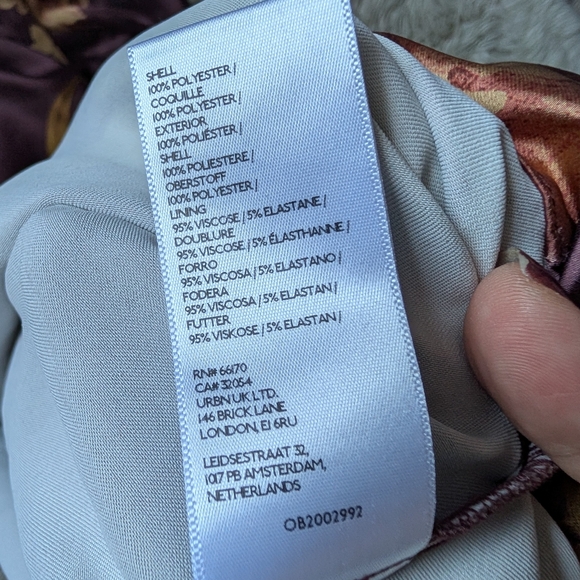 SHELL
100% POLYESTER /
COQUILLE
100% POLYESTER /
EXTERIOR
100% POLIÉSTER /
SHELL
100% POLIESTERE /
OBERSTOFF
100% POLYESTER /
LINING
95% VISCOSE / 5% ELASTANE /
DOUBLURE
95% VISCOSE / 5% ÉLASTHANNE /
FORRO
95% VISCOSA / 5% ELASTANO /
FODERA
95% VISCOSA / 5% ELASTAN /
FUTTER
95% VISKOSE / 5% ELASTAN /
RN# 66170
CA# 32054
URBN UK LTD.
146 BRICK LANE
LONDON, E1 6RU
LEIDSESTRAAT 32,
1017 PB AMSTERDAM,
NETHERLANDS
OB2002992